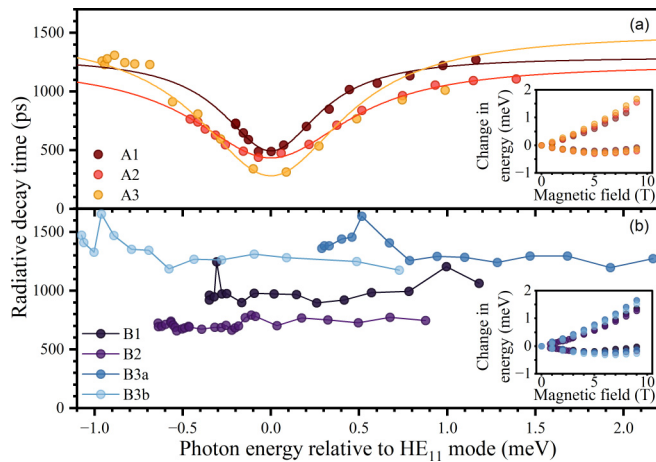 1500
1000
500
0
(a)
A1
A2
A3
Change in
energy (meV)
2
1
0
−1
0
5
10
Magnetic field (T)
Radiative decay time (ps)
1500
1000
500
0
(b)
B1
B2
B3a
B3b
Change in
energy (meV)
2
1
0
−1
0
5
10
Magnetic field (T)
−1.0
−0.5
0.0
0.5
1.0
1.5
2.0
Photon energy relative to HE₁₁ mode (meV)